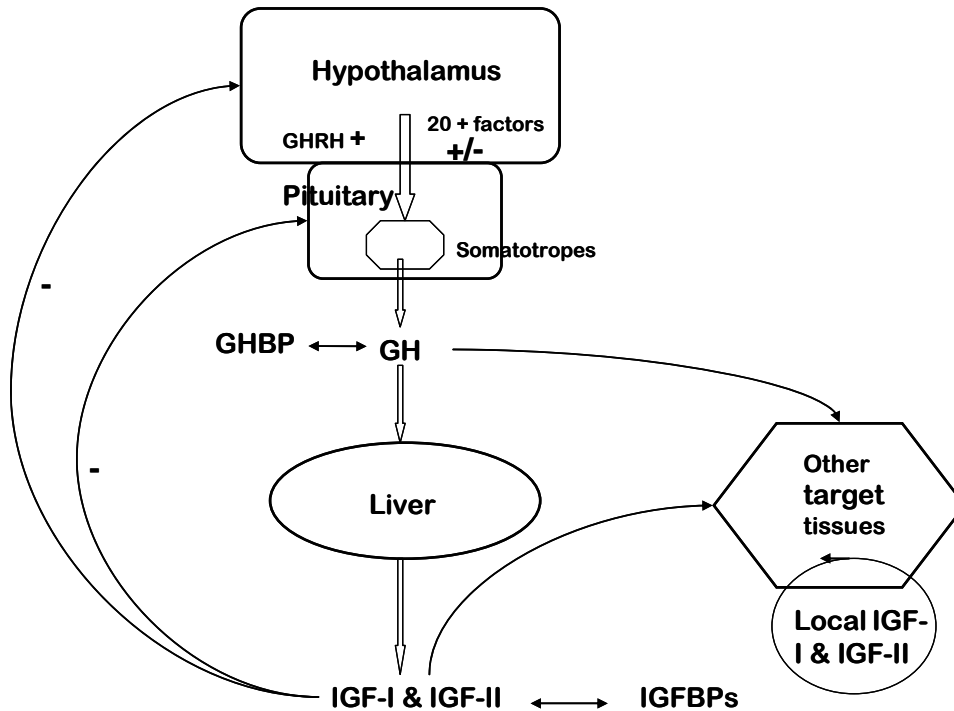 Hypothalamus
20 + factors
GHRH +
+/-
Pituitary
Somatotropes
-
GHBP
GH
-
Other
target
tissues
Liver
Local IGF-
I & IGF-II
IGF-I & IGF-II
IGFBPs